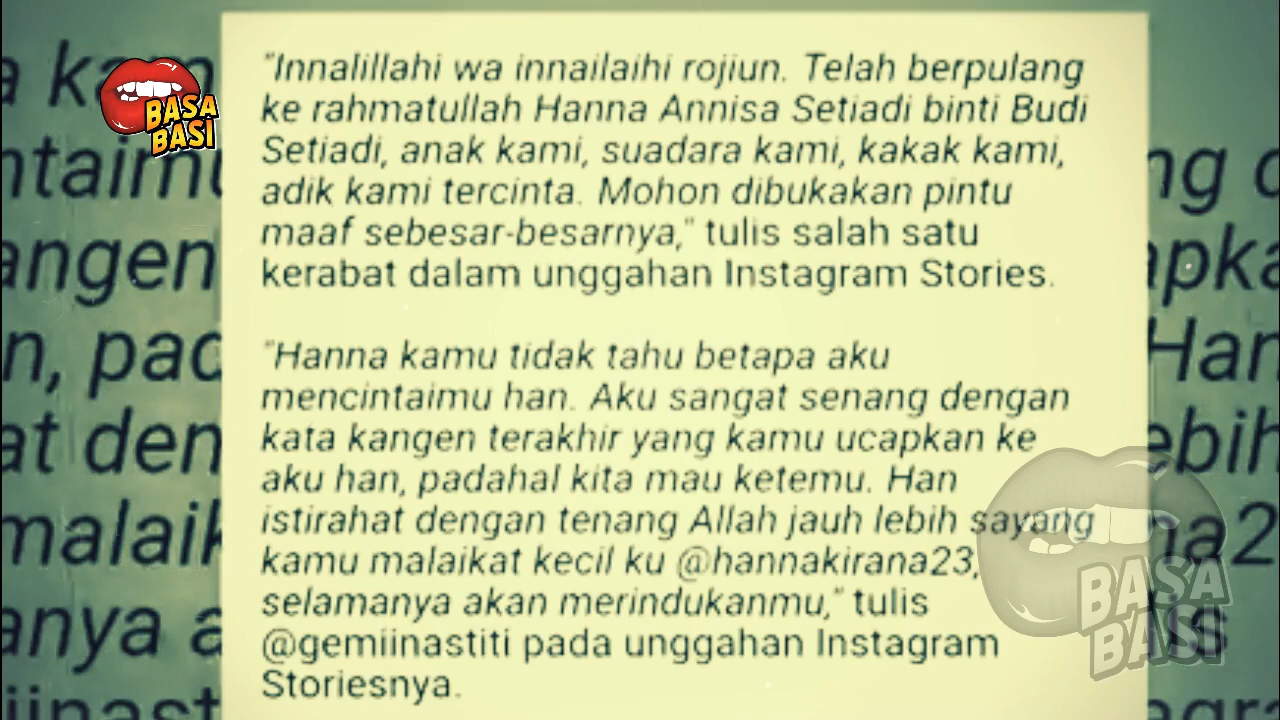 BASA
BASI
"Innalillahi wa innailaihi rojiun. Telah berpulang
ke rahmatullah Hanna Annisa Setiadi binti Budi
Setiadi, anak kami, suadara kami, kakak kami,
adik kami tercinta. Mohon dibukakan pintu
maaf sebesar-besarnya," tulis salah satu
kerabat dalam unggahan Instagram Stories.
"Hanna kamu tidak tahu betapa aku
mencintaimu han. Aku sangat senang dengan
kata kangen terakhir yang kamu ucapkan ke
aku han, padahal kita mau ketemu. Han
istirahat dengan tenang Allah jauh lebih sayang
kamu malaikat kecil ku @hannakirana23,
selamanya akan merindukanmu," tulis
@gemiinastiti pada unggahan Instagram
Storiesnya.
BASA
BASI